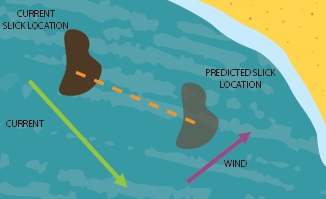 CURRENT
SLICK LOCATION
PREDICTED SLICK
LOCATION
CURRENT
WIND